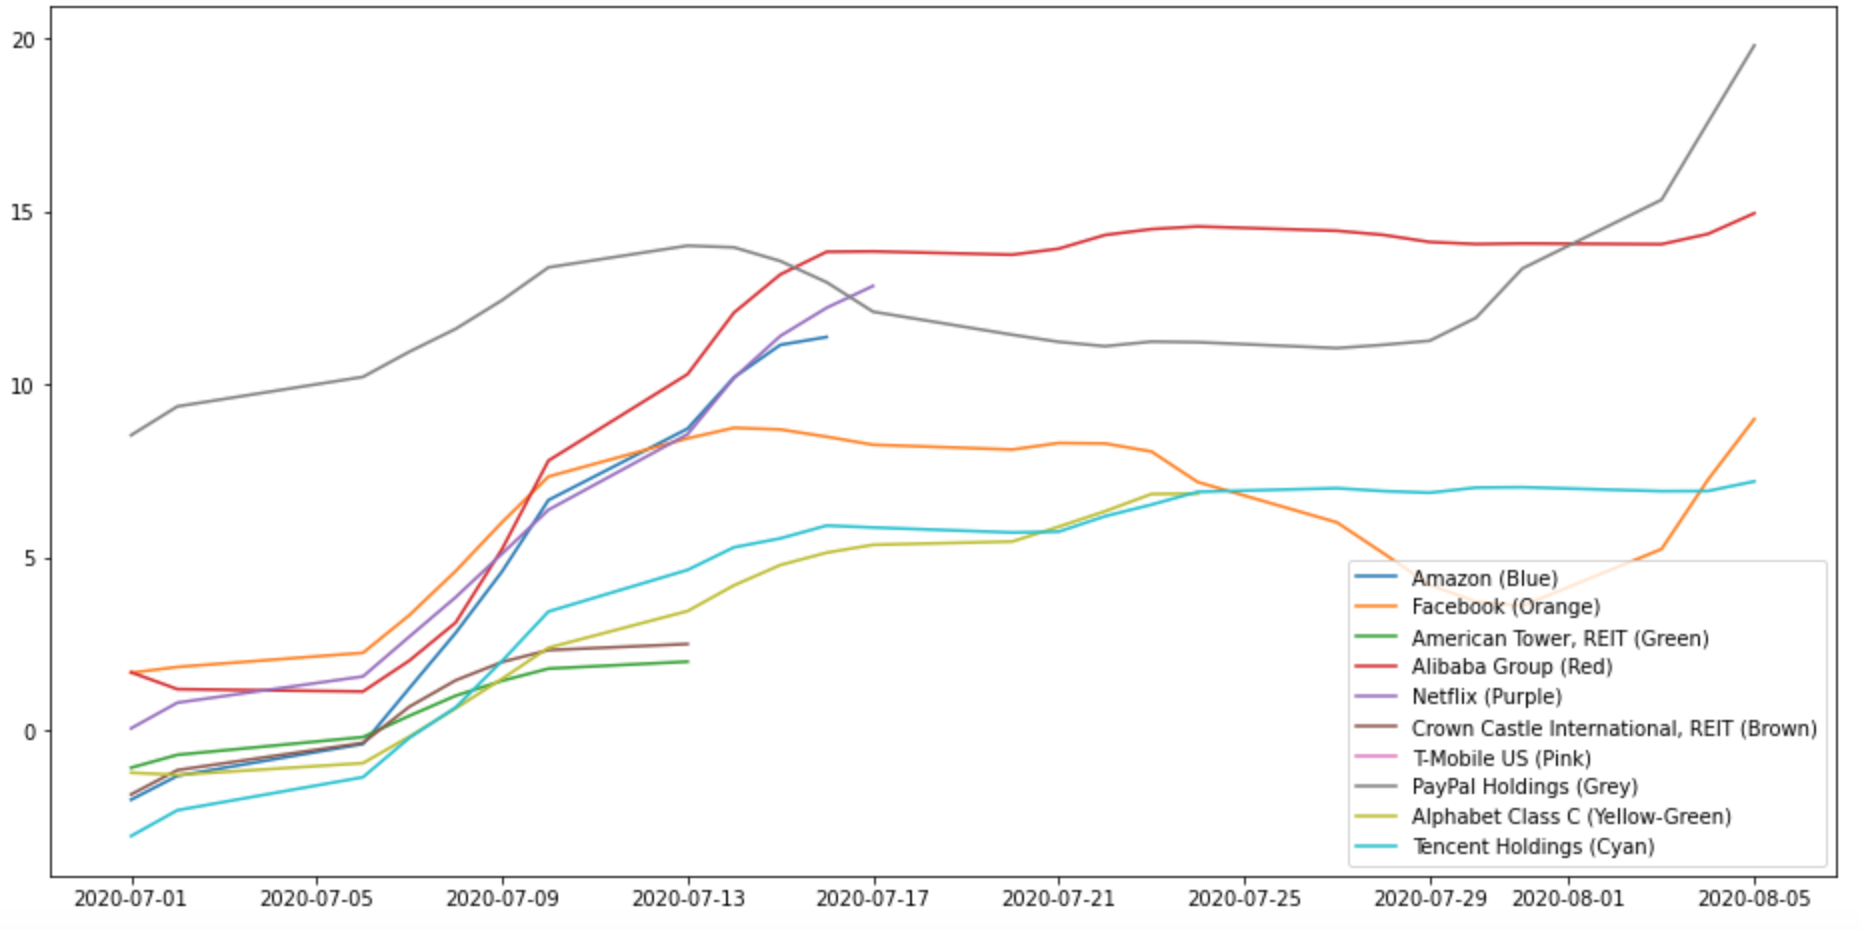 20
15
10
5
0
Amazon (Blue)
Facebook (Orange)
American Tower, REIT (Green)
Alibaba Group (Red)
Netflix (Purple)
Crown Castle International, REIT (Brown)
T-Mobile US (Pink)
PayPal Holdings (Grey)
Alphabet Class C (Yellow-Green)
Tencent Holdings (Cyan)
2020-07-01 2020-07-05 2020-07-09 2020-07-13 2020-07-17 2020-07-21 2020-07-25 2020-07-29 2020-08-01 2020-08-05